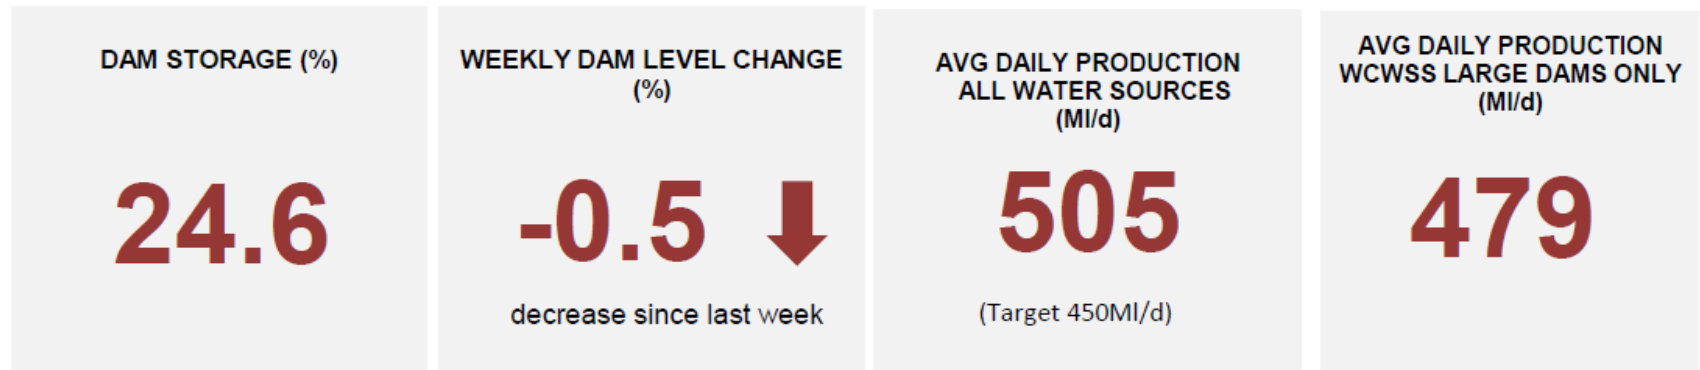 DAM STORAGE (%)
24.6
WEEKLY DAM LEVEL CHANGE
(%)
-0.5
decrease since last week
AVG DAILY PRODUCTION
ALL WATER SOURCES
(Ml/d)
505
(Target 450Ml/d)
AVG DAILY PRODUCTION
WCWSS LARGE DAMS ONLY
(Ml/d)
479